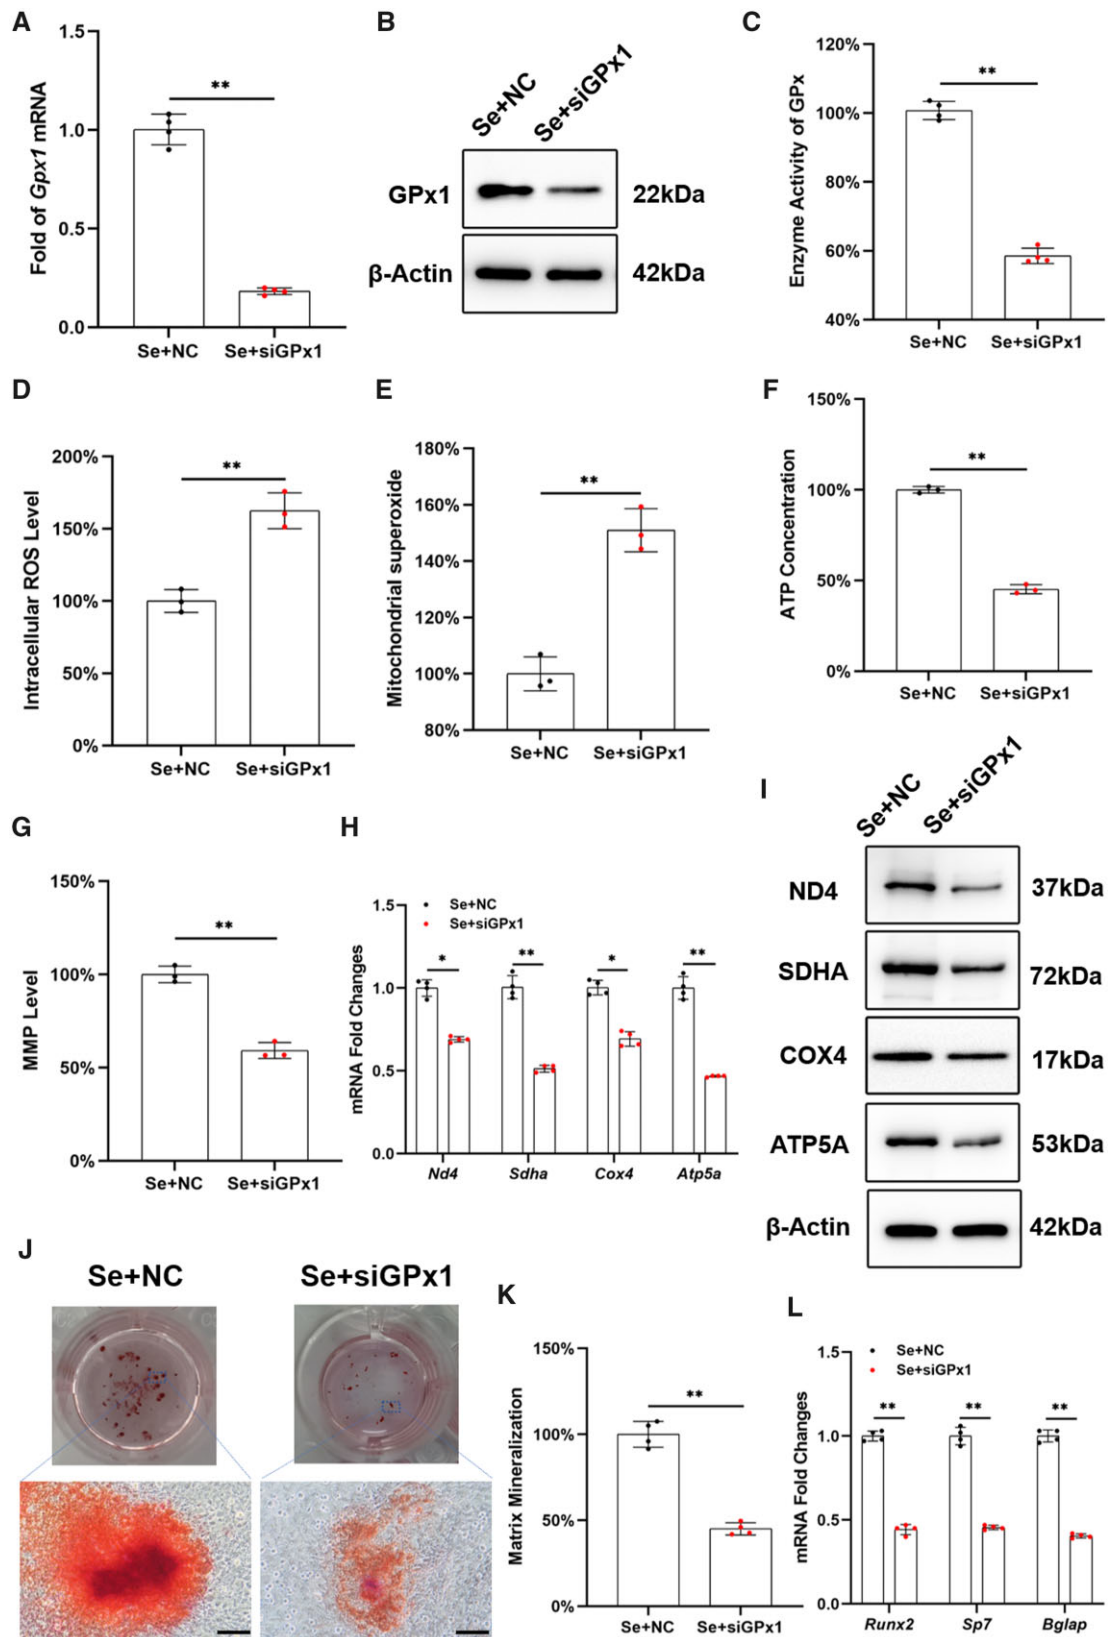 A
1.5
1.0
0.5
0.0
Fold of Gpx1 mRNA
**
Se+NC
Se+siGPx1
B
Se+NC
Se+siGPx1
GPx1
22kDa
β-Actin
42kDa
C
120%
100%
80%
60%
40%
Enzyme Activity of GPx
**
Se+NC
Se+siGPx1
D
200%
150%
100%
50%
0%
Intracellular ROS Level
**
Se+NC
Se+siGPx1
E
180%
160%
140%
120%
100%
80%
Mitochondrial superoxide
**
Se+NC
Se+siGPx1
F
150%
100%
50%
0%
ATP Concentration
**
Se+NC
Se+siGPx1
G
150%
100%
50%
0%
MMP Level
**
Se+NC
Se+siGPx1
H
Se+NC
Se+siGPx1
1.5
1.0
0.5
0.0
mRNA Fold Changes
*
**
*
**
Nd4
Sdha
Cox4
Atp5a
I
Se+NC
Se+siGPx1
ND4
37kDa
SDHA
72kDa
COX4
17kDa
ATP5A
53kDa
β-Actin
42kDa
J
Se+NC
Se+siGPx1
K
150%
100%
50%
0%
Matrix Mineralization
**
Se+NC
Se+siGPx1
L
Se+NC
Se+siGPx1
1.5
1.0
0.5
0.0
mRNA Fold Changes
**
**
**
Runx2
Sp7
Bglap